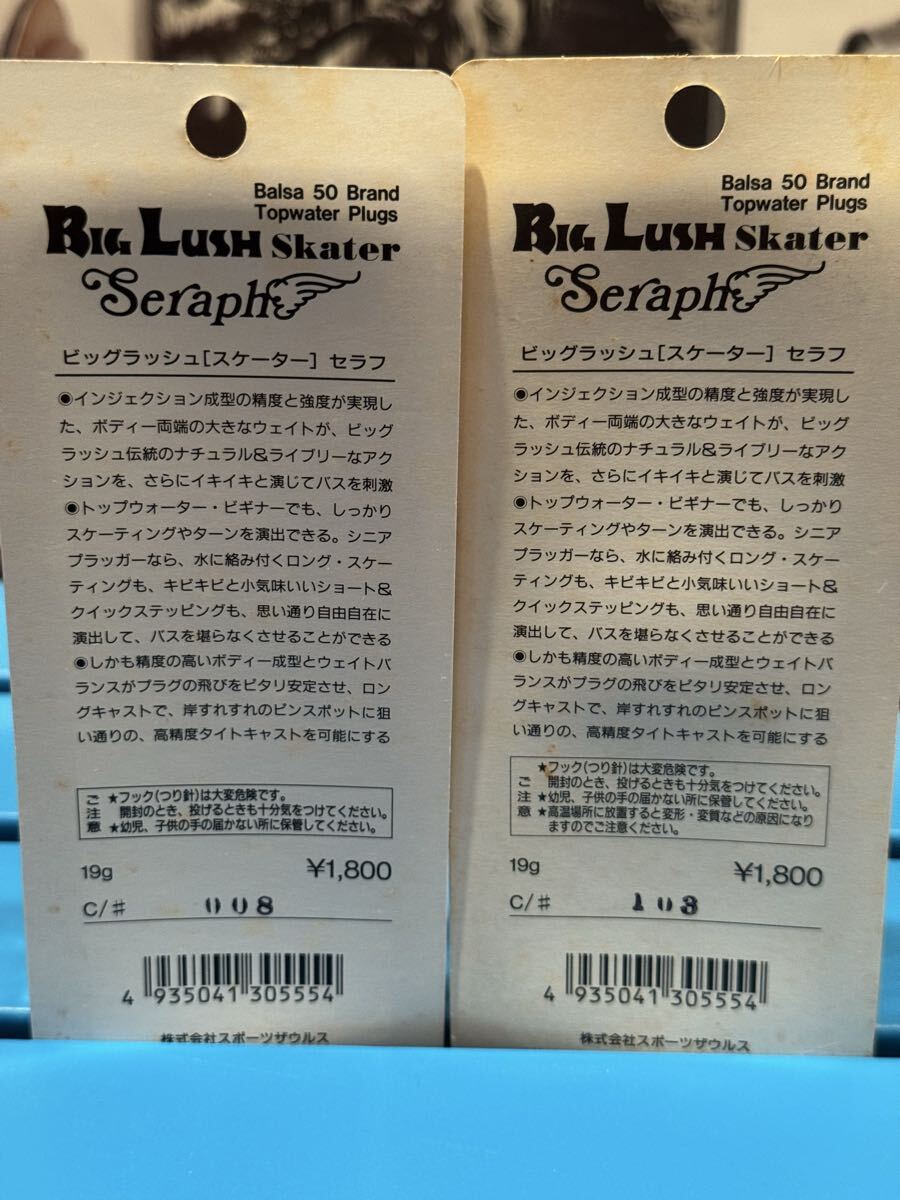 Balsa 50 Brand
Topwater Plugs
BIG LUSH Skater
Seraph
ビッグラッシュ[スケーター] セラフ
◉インジェクション成型の精度と強度が実現し
た、ボディー両端の大きなウェイトが、ビッグ
ラッシュ伝統のナチュラル&ライブリーなアク
ションを、さらにイキイキと演じてバスを刺激
◉トップウォーター・ビギナーでも、しっかり
スケーティングやターンを演出できる。シニア
プラッガーなら、水に絡み付くロング・スケー
ティングも、キビキビと小気味いいショート&
クイックステッピングも、思い通り自由自在に
演出して、バスを堪らなくさせることができる
◉しかも精度の高いボディー成型とウェイトバ
ランスがプラグの飛びをピタリ安定させ、ロン
グキャストで、岸すれすれのピンスポットに狙
い通りの、高精度タイトキャストを可能にする
ご注意
★フック(つり針)は大変危険です。
開封のとき、投げるときも十分気をつけてください。
★幼児、子供の手の届かない所に保管してください。
19g ¥1,800
C/# 008
4 935041 305554
株式会社スポーツザウルス
Balsa 50 Brand
Topwater Plugs
BIG LUSH Skater
Seraph
ビッグラッシュ[スケーター] セラフ
◉インジェクション成型の精度と強度が実現し
た、ボディー両端の大きなウェイトが、ビッグ
ラッシュ伝統のナチュラル&ライブリーなアク
ションを、さらにイキイキと演じてバスを刺激
◉トップウォーター・ビギナーでも、しっかり
スケーティングやターンを演出できる。シニア
プラッガーなら、水に絡み付くロング・スケー
ティングも、キビキビと小気味いいショート&
クイックステッピングも、思い通り自由自在に
演出して、バスを堪らなくさせることができる
◉しかも精度の高いボディー成型とウェイトバ
ランスがプラグの飛びをピタリ安定させ、ロン
グキャストで、岸すれすれのピンスポットに狙
い通りの、高精度タイトキャストを可能にする
ご注意
★フック(つり針)は大変危険です。
開封のとき、投げるときも十分気をつけてください。
★幼児、子供の手の届かない所に保管してください。
★高温場所に放置すると変形・変質などの原因になり
ますのでご注意ください。
19g ¥1,800
C/# 103
4 935041 305554
株式会社スポーツザウルス